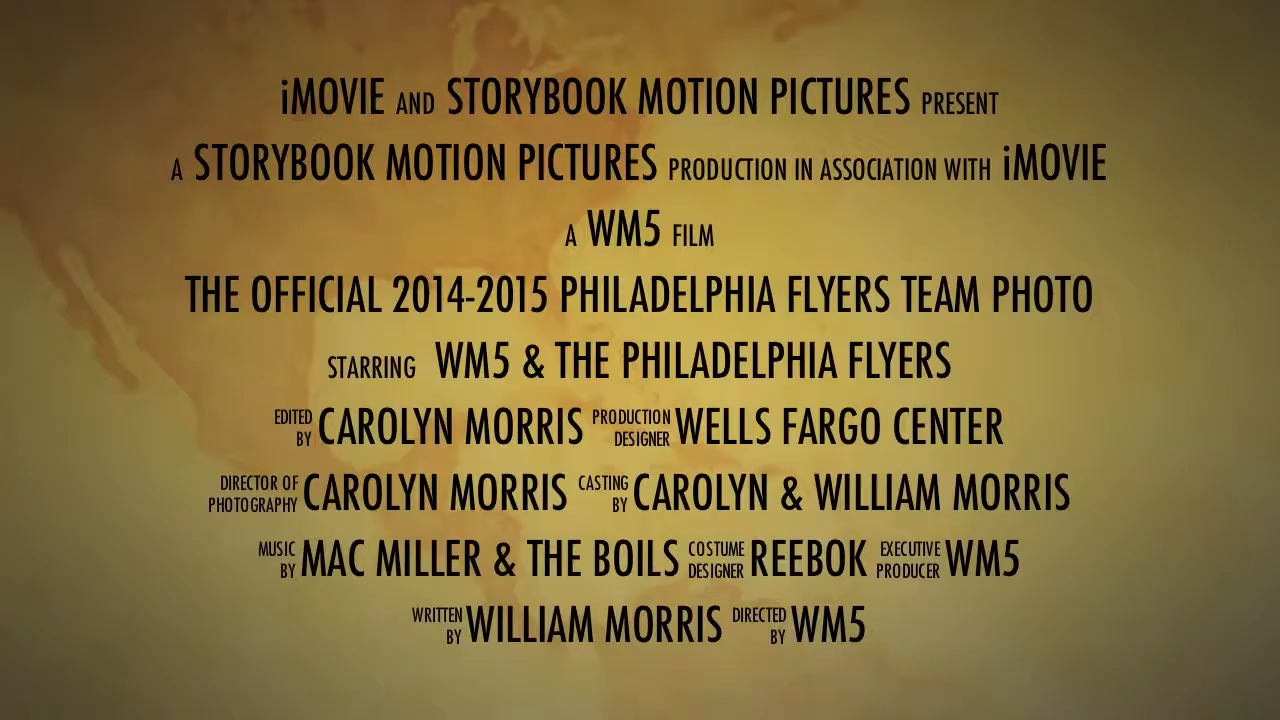 iMOVIE AND STORYBOOK MOTION PICTURES PRESENT
A STORYBOOK MOTION PICTURES PRODUCTION IN ASSOCIATION WITH iMOVIE
A WM5 FILM
THE OFFICIAL 2014-2015 PHILADELPHIA FLYERS TEAM PHOTO
STARRING WM5 & THE PHILADELPHIA FLYERS
EDITED BY CAROLYN MORRIS PRODUCTION DESIGNER WELLS FARGO CENTER
DIRECTOR OF PHOTOGRAPHY CAROLYN MORRIS CASTING BY CAROLYN & WILLIAM MORRIS
MUSIC BY MAC MILLER & THE BOILS COSTUME DESIGNER REEBOK EXECUTIVE PRODUCER WM5
WRITTEN BY WILLIAM MORRIS DIRECTED BY WM5